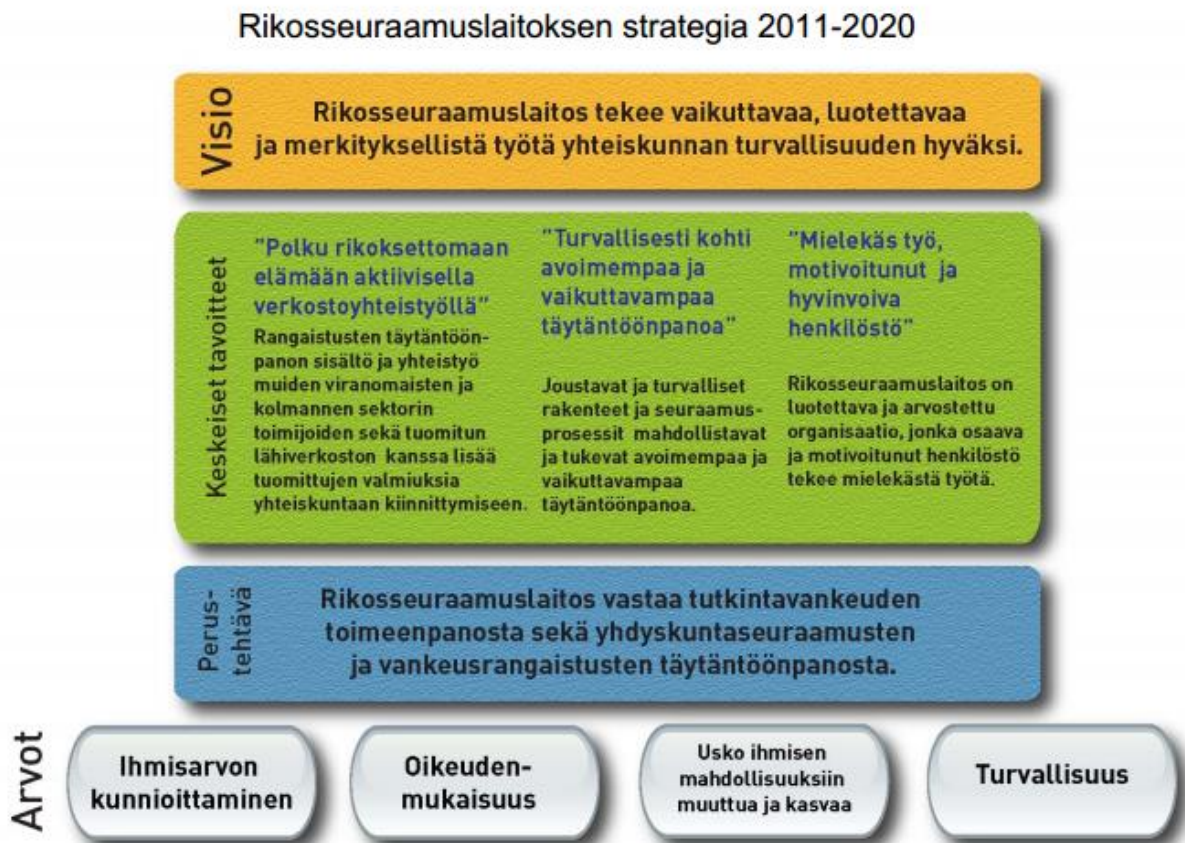 Rikosseuraamuslaitoksen strategia 2011-2020
Visio
Rikosseuraamuslaitos tekee vaikuttavaa, luotettavaa
ja merkityksellistä työtä yhteiskunnan turvallisuuden hyväksi.
Keskeiset tavoitteet
"Polku rikoksettomaan
elämään aktiivisella
verkostoyhteistyöllä"
Rangaistusten täytäntöön-
panon sisältö ja yhteistyö
muiden viranomaisten ja
kolmannen sektorin
toimijoiden sekä tuomitun
lähiverkoston kanssa lisää
tuomittujen valmiuksia
yhteiskuntaan kiinnittymiseen.
"Turvallisesti kohti
avoimempaa ja
vaikuttavampaa
täytäntöönpanoa"
Joustavat ja turvalliset
rakenteet ja seuraamus-
prosessit mahdollistavat
ja tukevat avoimempaa ja
vaikuttavampaa
täytäntöönpanoa.
"Mielekäs työ,
motivoitunut ja
hyvinvoiva
henkilöstö"
Rikosseuraamuslaitos on
luotettava ja arvostettu
organisaatio, jonka osaava
ja motivoitunut henkilöstö
tekee mielekästä työtä.
Perus-
tehtävä
Rikosseuraamuslaitos vastaa tutkintavankeuden
toimeenpanosta sekä yhdyskuntaseuraamusten
ja vankeusrangaistusten täytäntöönpanosta.
Arvot
Ihmisarvon
kunnioittaminen
Oikeuden-
mukaisuus
Usko ihmisen
mahdollisuuksiin
muuttua ja kasvaa
Turvallisuus